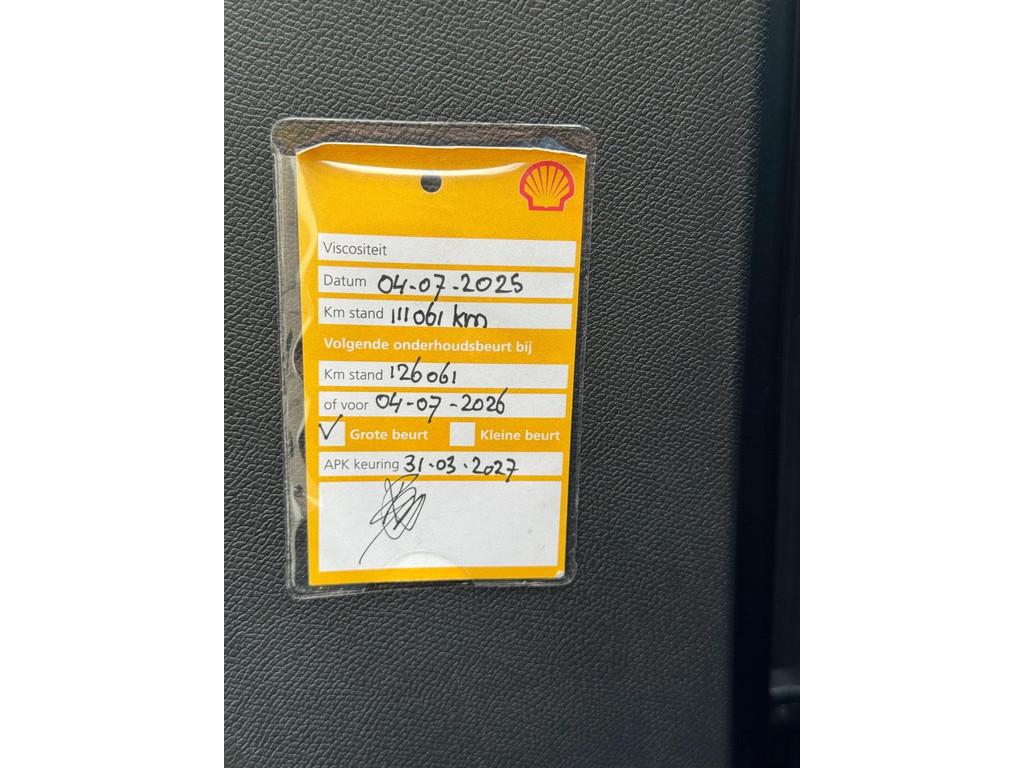 Viscositeit
Datum 04-07-2025
Km stand 111061 km
Volgende onderhoudsbeurt bij
Km stand 126061
of voor 04-07-2026
Grote beurt Kleine beurt
APK keuring 31-03-2027